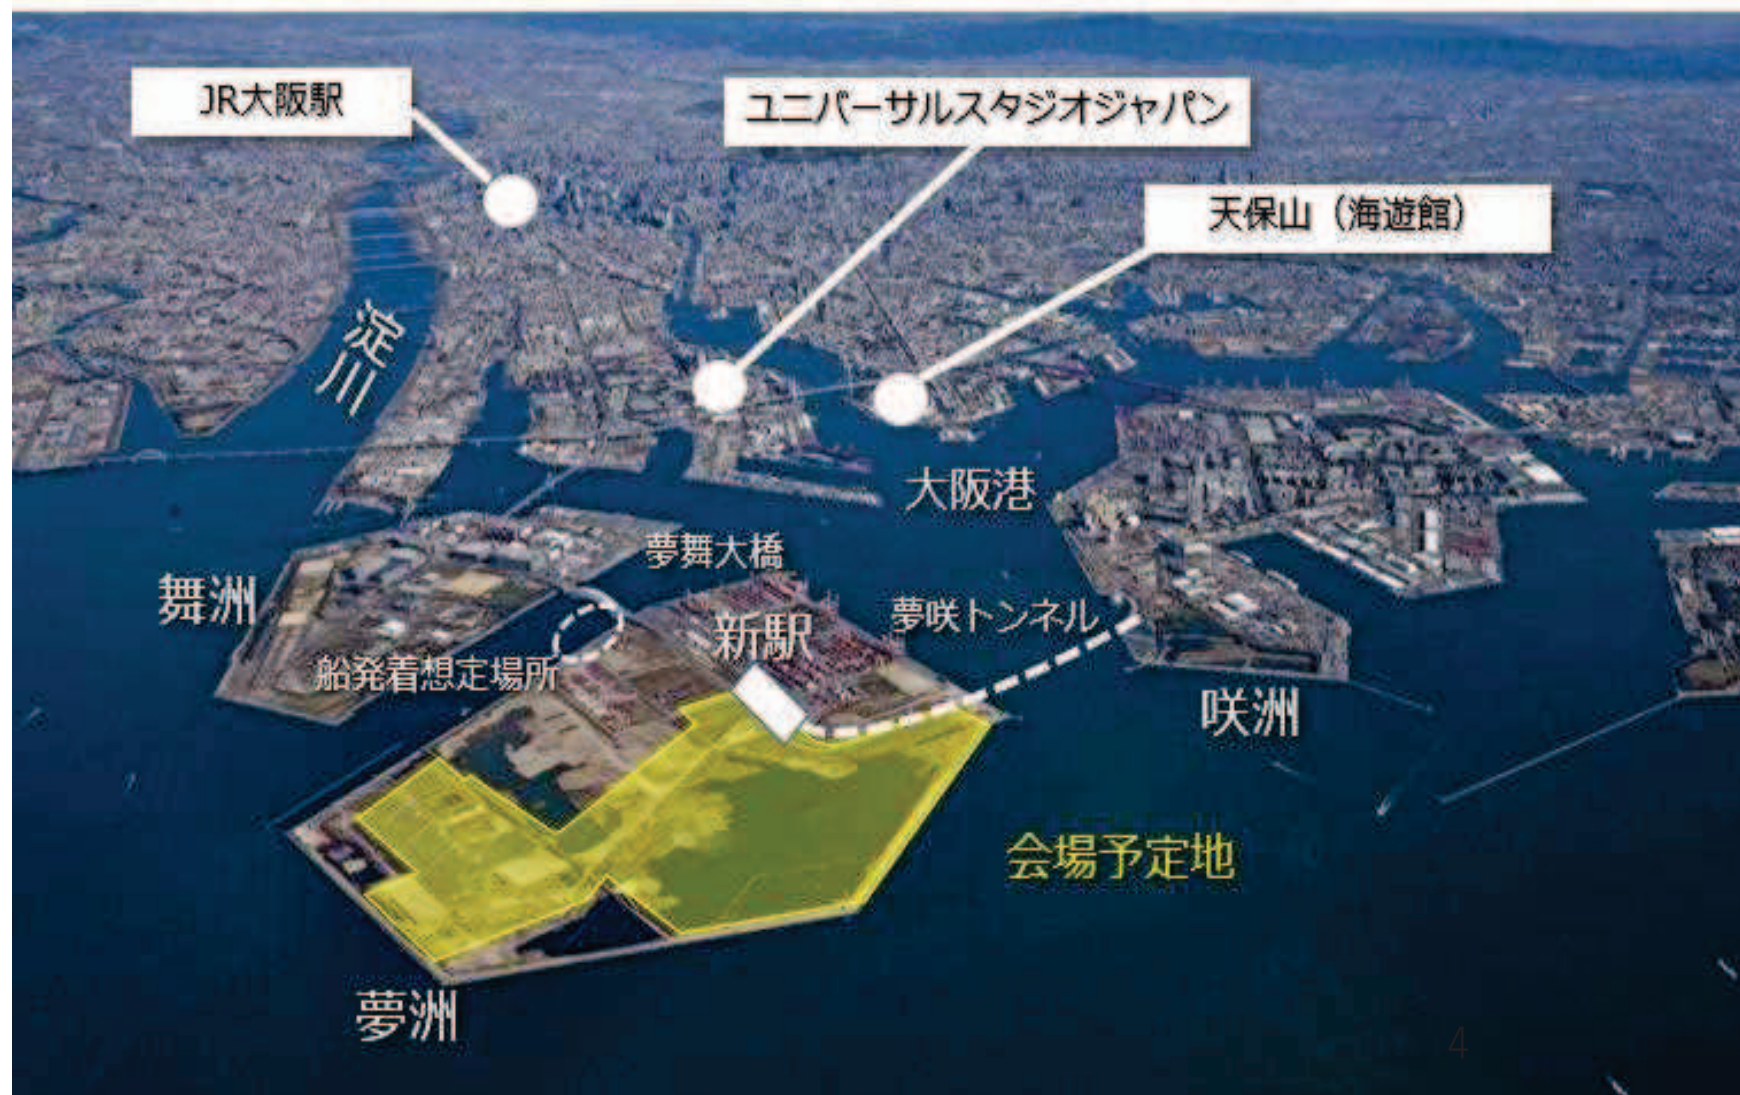 JR大阪駅
ユニバーサルスタジオジャパン
天保山（海遊館）
淀川
大阪港
夢舞大橋
舞洲
新駅
夢咲トンネル
船発着想定場所
咲洲
会場予定地
夢洲
4